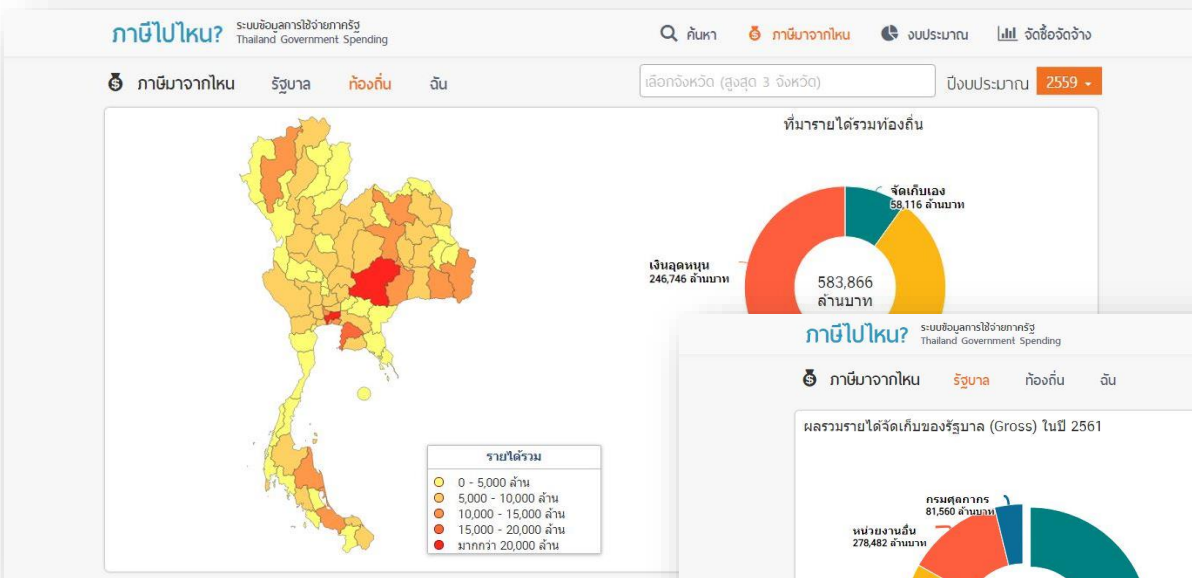 ภาษีไปไหน?
ระบบข้อมูลการใช้จ่ายภาครัฐ
Thailand Government Spending
ค้นหา
ภาษีมาจากไหน
งบประมาณ
จัดซื้อจัดจ้าง
ภาษีมาจากไหน
รัฐบาล
ท้องถิ่น
ฉัน
เลือกจังหวัด (สูงสุด 3 จังหวัด)
ปีงบประมาณ
2559
ที่มารายได้รวมท้องถิ่น
จัดเก็บเอง
58,116 ล้านบาท
เงินอุดหนุน
246,746 ล้านบาท
583,866
ล้านบาท
รายได้รวม
0 - 5,000 ล้าน
5,000 - 10,000 ล้าน
10,000 - 15,000 ล้าน
15,000 - 20,000 ล้าน
มากกว่า 20,000 ล้าน
ภาษีไปไหน?
ระบบข้อมูลการใช้จ่ายภาครัฐ
Thailand Government Spending
ภาษีมาจากไหน
รัฐบาล
ท้องถิ่น
ฉัน
ผลรวมรายได้จัดเก็บของรัฐบาล (Gross) ในปี 2561
กรมศุลกากร
81,560 ล้านบาท
หน่วยงานอื่น
278,482 ล้านบาท